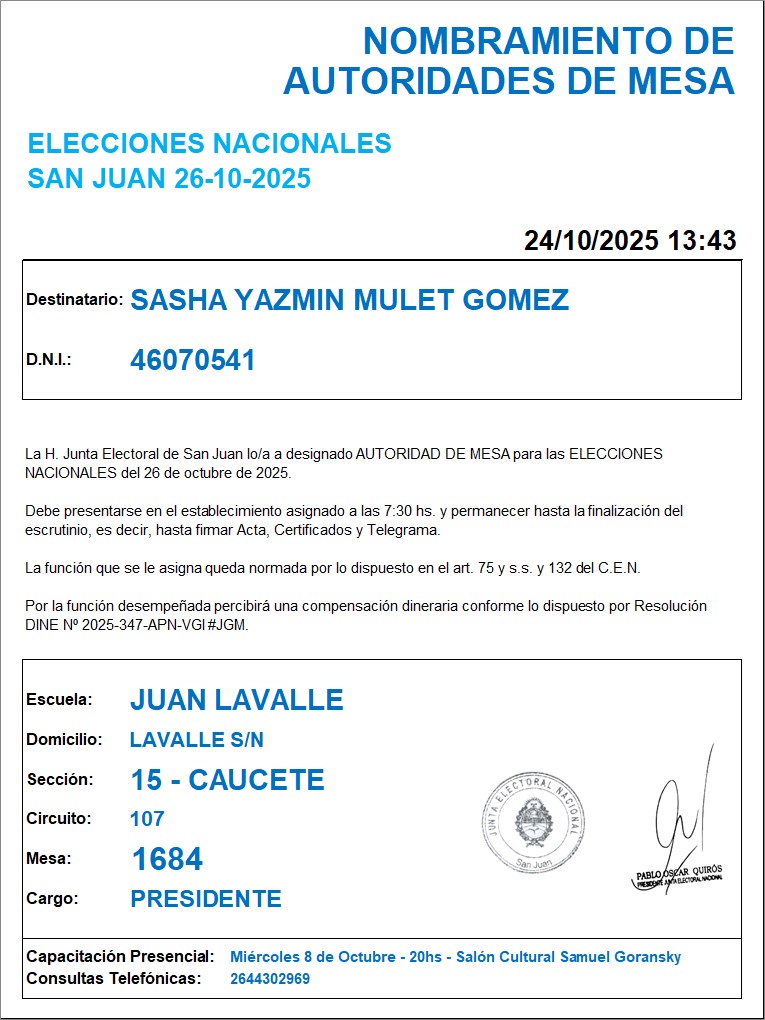 NOMBRAMIENTO DE
AUTORIDADES DE MESA
ELECCIONES NACIONALES
SAN JUAN 26-10-2025
24/10/2025 13:43
Destinatario: SASHA YAZMIN MULET GOMEZ
D.N.I.: 46070541
La H. Junta Electoral de San Juan lo/a a designado AUTORIDAD DE MESA para las ELECCIONES
NACIONALES del 26 de octubre de 2025.
Debe presentarse en el establecimiento asignado a las 7:30 hs. y permanecer hasta la finalización del
escrutinio, es decir, hasta firmar Acta, Certificados y Telegrama.
La función que se le asigna queda normada por lo dispuesto en el art. 75 y s.s. y 132 del C.E.N.
Por la función desempeñada percibirá una compensación dineraria conforme lo dispuesto por Resolución
DINE Nº 2025-347-APN-VGI#JGM.
Escuela: JUAN LAVALLE
Domicilio: LAVALLE S/N
Sección: 15 - CAUCETE
Circuito: 107
Mesa: 1684
Cargo: PRESIDENTE
JUNTA ELECTORAL NACIONAL
San Juan
PABLO OSCAR QUIRÓS
PRESIDENTE JUNTA ELECTORAL NACIONAL
Capacitación Presencial: Miércoles 8 de Octubre - 20hs - Salón Cultural Samuel Goransky
Consultas Telefónicas: 2644302969